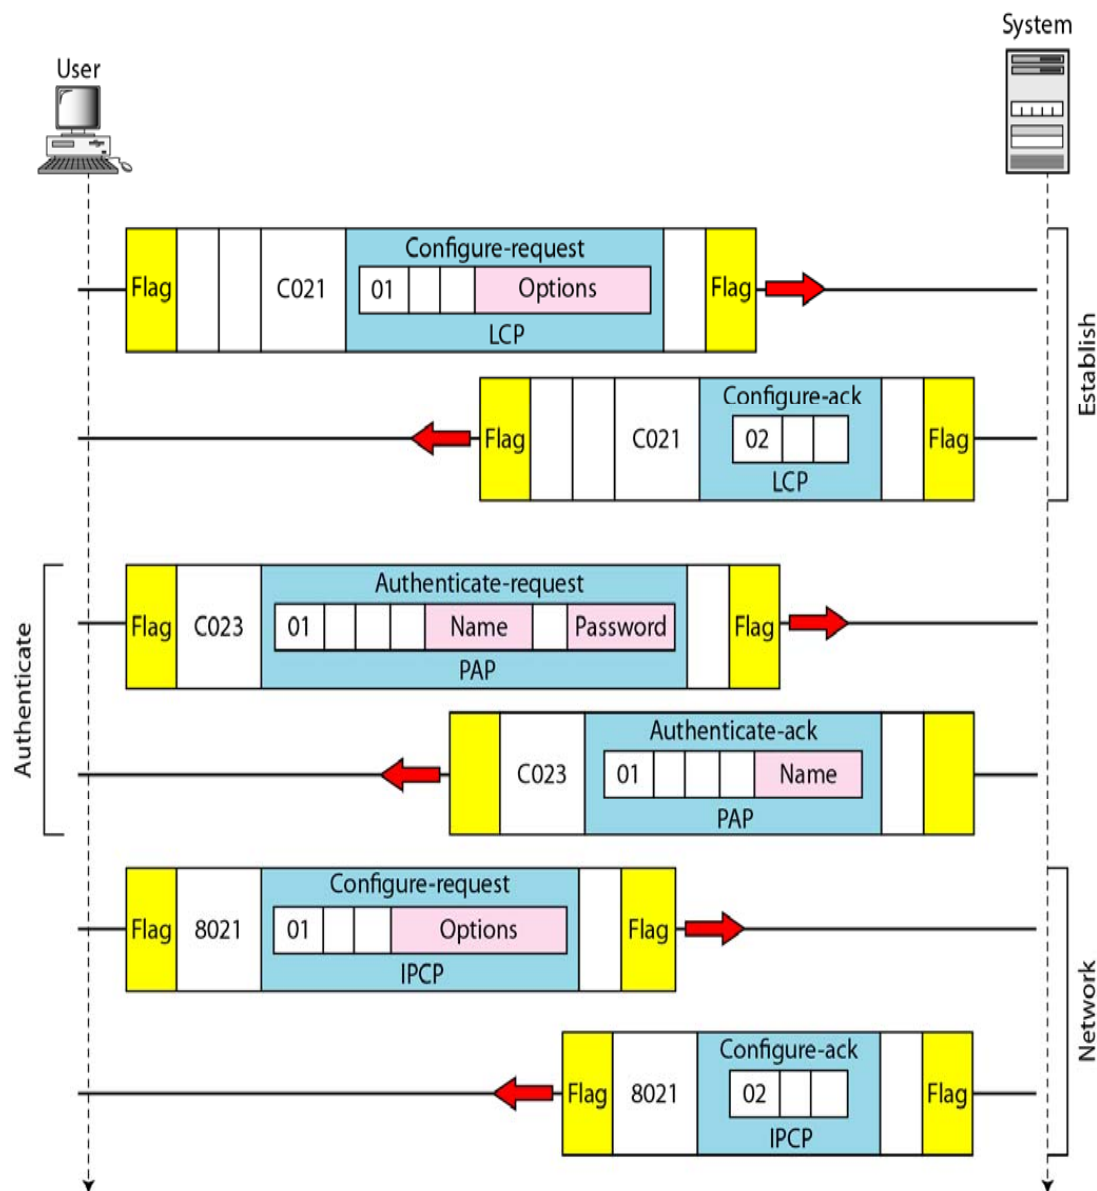 System
User
Configure-request
Flag C021 01 Options Flag
LCP
Establish
Configure-ack
Flag C021 02 Flag
LCP
Authenticate
Authenticate-request
Flag C023 01 Name Password Flag
PAP
Authenticate-ack
C023 01 Name
PAP
Configure-request
Flag 8021 01 Options Flag
IPCP
Network
Configure-ack
Flag 8021 02 Flag
IPCP